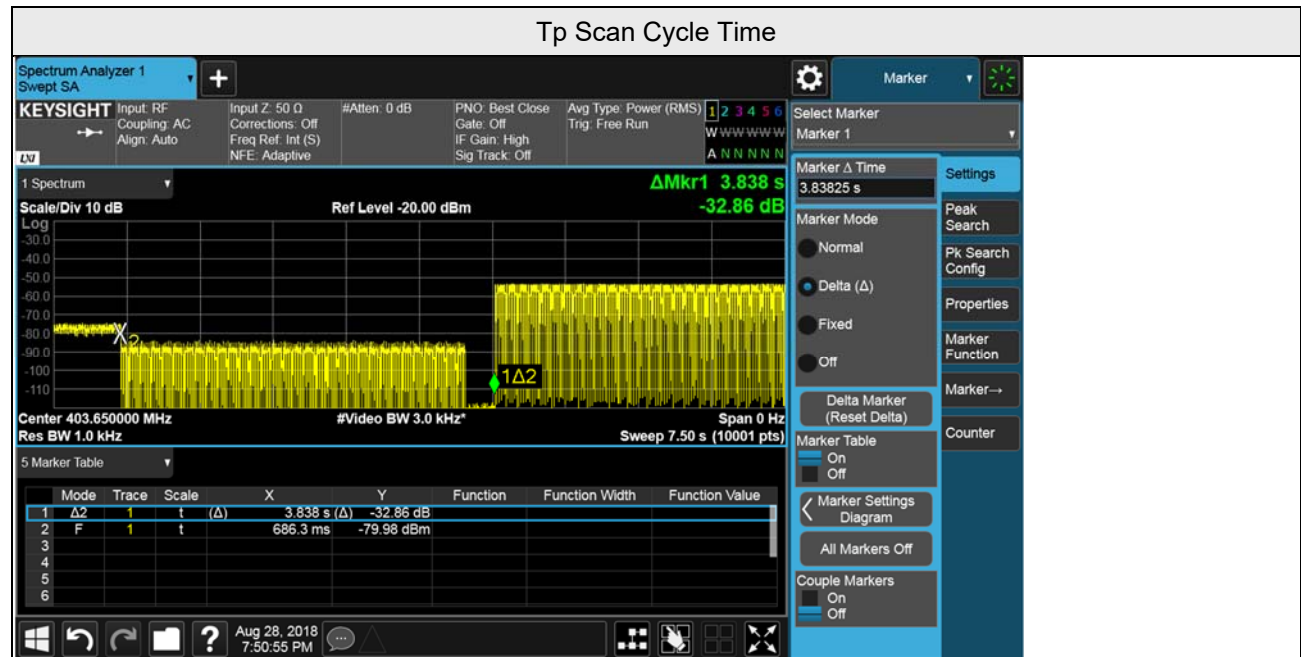 Tp Scan Cycle Time
Spectrum Analyzer 1
Swept SA
+
Marker
KEYSIGHT
LXI
Input: RF
Coupling: AC
Align: Auto
Input Z: 50 Ω
Corrections: Off
Freq Ref: Int (S)
NFE: Adaptive
#Atten: 0 dB
PNO: Best Close
Gate: Off
IF Gain: High
Sig Track: Off
Avg Type: Power (RMS)
Trig: Free Run
1 2 3 4 5 6
W W W W W W
A N N N N N
Select Marker
Marker 1
1 Spectrum
ΔMkr1 3.838 s
-32.86 dB
Scale/Div 10 dB
Ref Level -20.00 dBm
Log
-30.0
-40.0
-50.0
-60.0
-70.0
-80.0
-90.0
-100
-110
X2
1Δ2
Center 403.650000 MHz
#Video BW 3.0 kHz*
Span 0 Hz
Res BW 1.0 kHz
Sweep 7.50 s (10001 pts)
5 Marker Table
Mode Trace Scale X Y Function Function Width Function Value
1 Δ2 1 t (Δ) 3.838 s (Δ) -32.86 dB
2 F 1 t 686.3 ms -79.98 dBm
3
4
5
6
Marker Δ Time
3.83825 s
Marker Mode
Normal
Delta (Δ)
Fixed
Off
Delta Marker
(Reset Delta)
Marker Table
On
Off
Marker Settings
Diagram
All Markers Off
Couple Markers
On
Off
Settings
Peak
Search
Pk Search
Config
Properties
Marker
Function
Marker→
Counter
?
Aug 28, 2018
7:50:55 PM